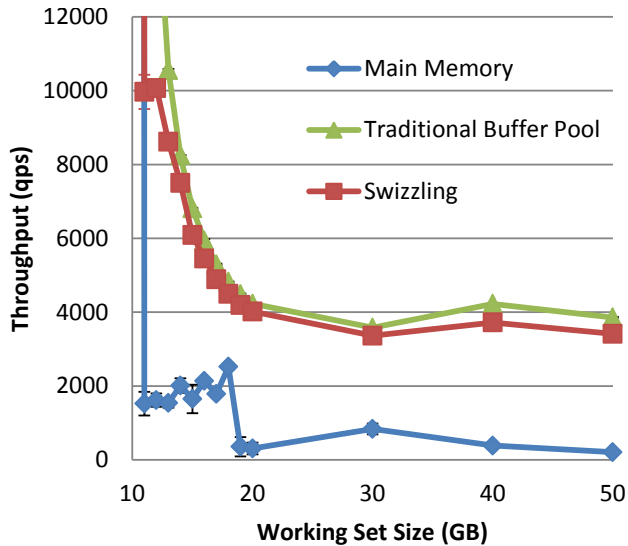 12000
10000
8000
6000
4000
2000
0
Throughput (qps)
Main Memory
Traditional Buffer Pool
Swizzling
10 20 30 40 50
Working Set Size (GB)